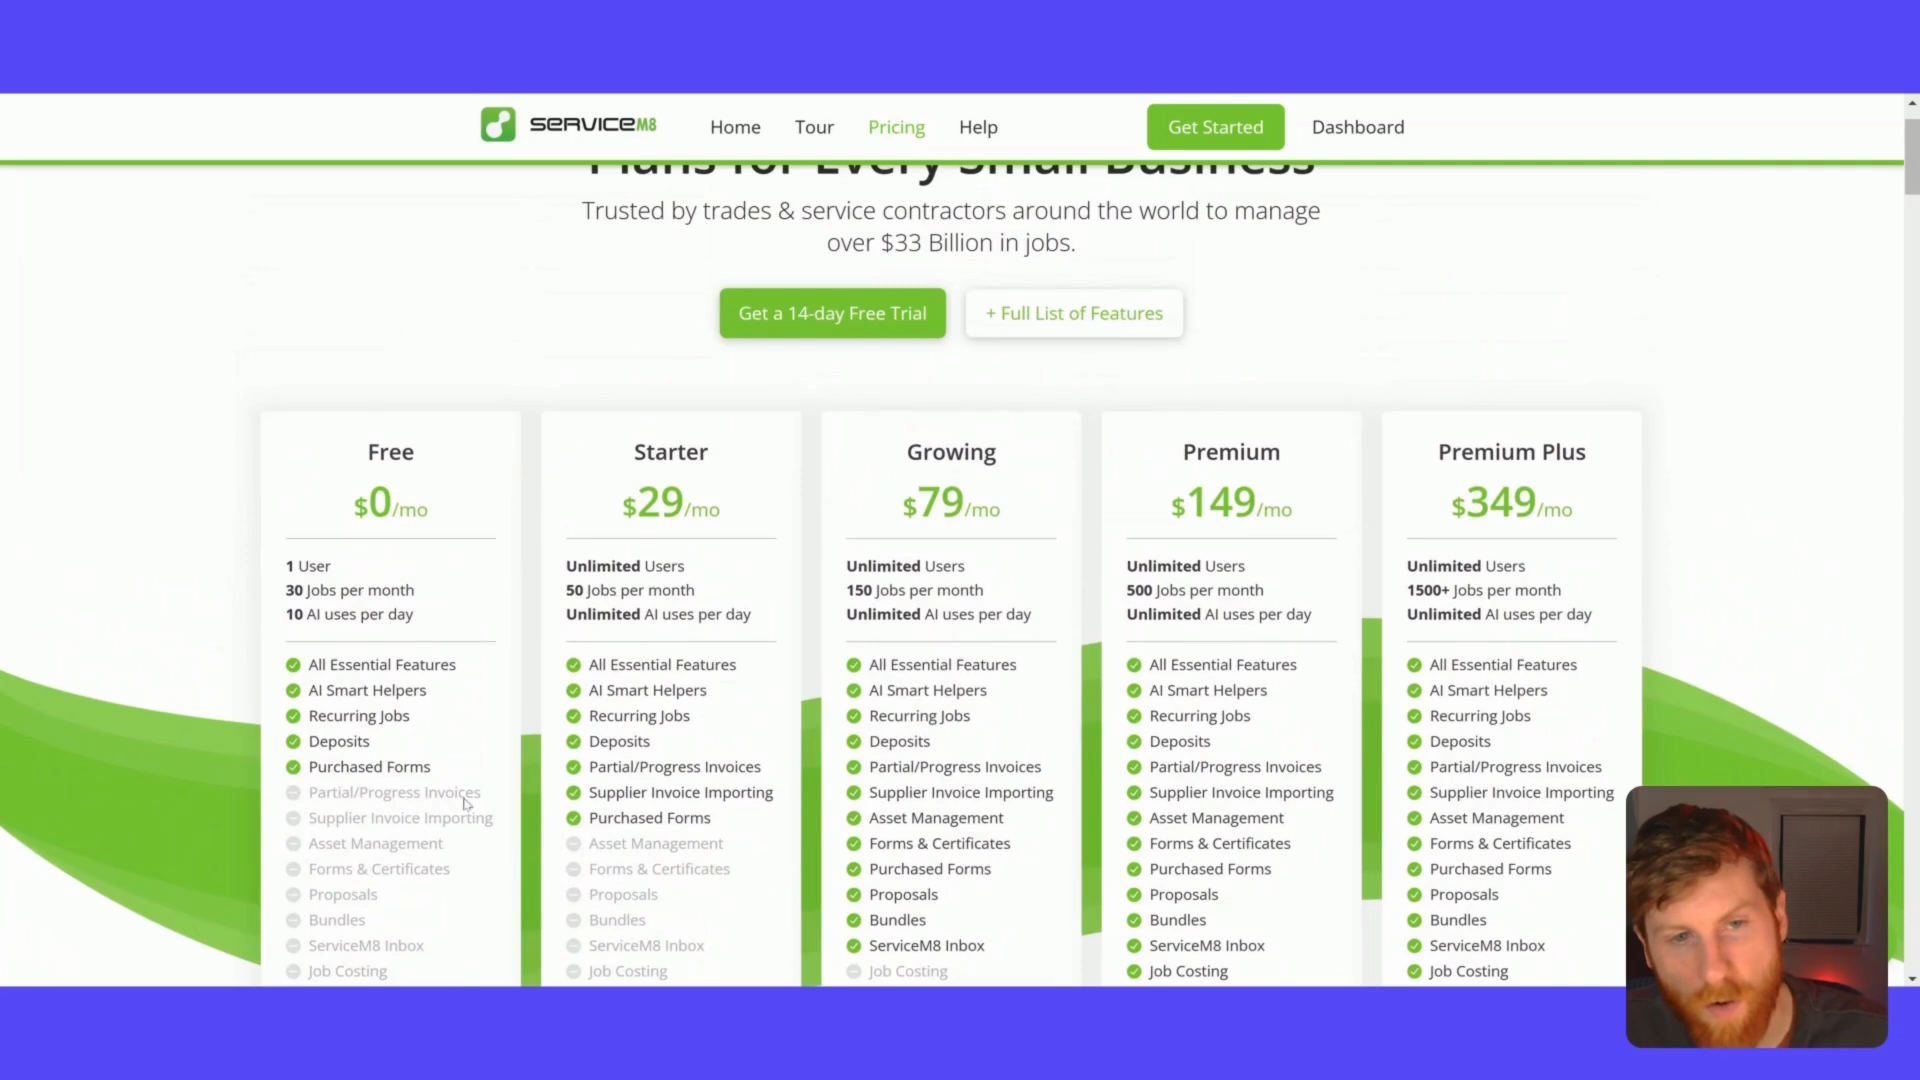 SERVICEM8
Home
Tour
Pricing
Help
Get Started
Dashboard
Plans for Every Small Business
Trusted by trades & service contractors around the world to manage
over $33 Billion in jobs.
Get a 14-day Free Trial
+ Full List of Features
Free
$0/mo
1 User
30 Jobs per month
10 AI uses per day
All Essential Features
AI Smart Helpers
Recurring Jobs
Deposits
Purchased Forms
Partial/Progress Invoices
Supplier Invoice Importing
Asset Management
Forms & Certificates
Proposals
Bundles
ServiceM8 Inbox
Job Costing
Starter
$29/mo
Unlimited Users
50 Jobs per month
Unlimited AI uses per day
All Essential Features
AI Smart Helpers
Recurring Jobs
Deposits
Partial/Progress Invoices
Supplier Invoice Importing
Purchased Forms
Asset Management
Forms & Certificates
Proposals
Bundles
ServiceM8 Inbox
Job Costing
Growing
$79/mo
Unlimited Users
150 Jobs per month
Unlimited AI uses per day
All Essential Features
AI Smart Helpers
Recurring Jobs
Deposits
Partial/Progress Invoices
Supplier Invoice Importing
Asset Management
Forms & Certificates
Purchased Forms
Proposals
Bundles
ServiceM8 Inbox
Job Costing
Premium
$149/mo
Unlimited Users
500 Jobs per month
Unlimited AI uses per day
All Essential Features
AI Smart Helpers
Recurring Jobs
Deposits
Partial/Progress Invoices
Supplier Invoice Importing
Asset Management
Forms & Certificates
Purchased Forms
Proposals
Bundles
ServiceM8 Inbox
Job Costing
Premium Plus
$349/mo
Unlimited Users
1500+ Jobs per month
Unlimited AI uses per day
All Essential Features
AI Smart Helpers
Recurring Jobs
Deposits
Partial/Progress Invoices
Supplier Invoice Importing
Asset Management
Forms & Certificates
Purchased Forms
Proposals
Bundles
ServiceM8 Inbox
Job Costing